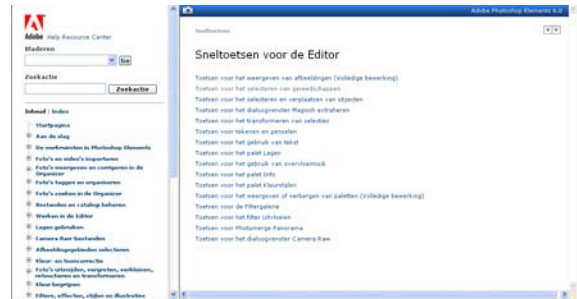 Adobe Help Resource Center
Bladeren
Go
Zoekactie
Zoekactie
Inhoud | Index
Startpagina
Aan de slag
De werkruimten in Photoshop Elements
Foto's en video's importeren
Foto's weergeven en corrigeren in de
Organizer
Foto's taggen en organiseren
Foto's zoeken in de Organizer
Bestanden en catalogi beheren
Werken in de Editor
Lagen gebruiken
Camera Raw-bestanden
Afbeeldingsgebieden selecteren
Kleur- en tooncorrectie
Foto's uitsnijden, vergroten, verkleinen,
retoucheren en transformeren
Kleur begrijpen
Filters, effecten, stijlen en illustraties
Adobe Photoshop Elements 6.0
Sneltoetsen
Sneltoetsen voor de Editor
Toetsen voor het weergeven van afbeeldingen (Volledige bewerking)
Toetsen voor het selecteren van gereedschappen
Toetsen voor het selecteren en verplaatsen van objecten
Toetsen voor het dialoogvenster Magisch extraheren
Toetsen voor het transformeren van selecties
Toetsen voor tekenen en penselen
Toetsen voor het gebruik van tekst
Toetsen voor het palet Lagen
Toetsen voor het gebruik van overvloeimodi
Toetsen voor het palet Info
Toetsen voor het palet Kleurstalen
Toetsen voor het weergeven of verbergen van paletten (Volledige bewerking)
Toetsen voor de Filtergalerie
Toetsen voor het filter Uitvloeien
Toetsen voor Photomerge Panorama
Toetsen voor het dialoogvenster Camera Raw